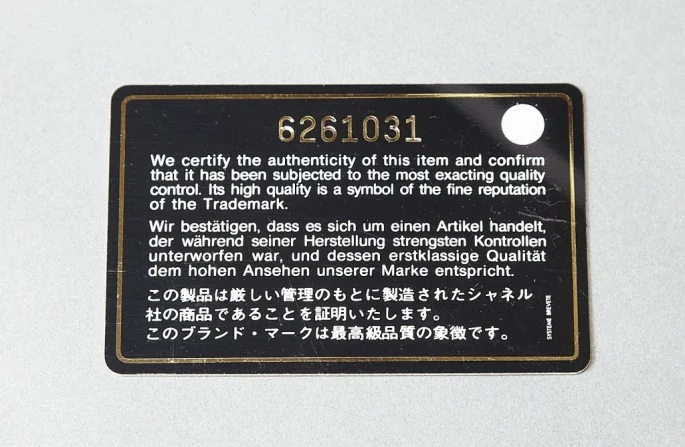 6261031
We certify the authenticity of this item and confirm
that it has been subjected to the most exacting quality
control. Its high quality is a symbol of the fine reputation
of the Trademark.
Wir bestätigen, dass es sich um einen Artikel handelt,
der während seiner Herstellung strengsten Kontrollen
unterworfen war, und dessen erstklassige Qualität
dem hohen Ansehen unserer Marke entspricht.
この製品は厳しい管理のもとに製造されたシャネル
社の商品であることを証明いたします。
このブランド・マークは最高級品質の象徴です。
SYSTEME BREVETE